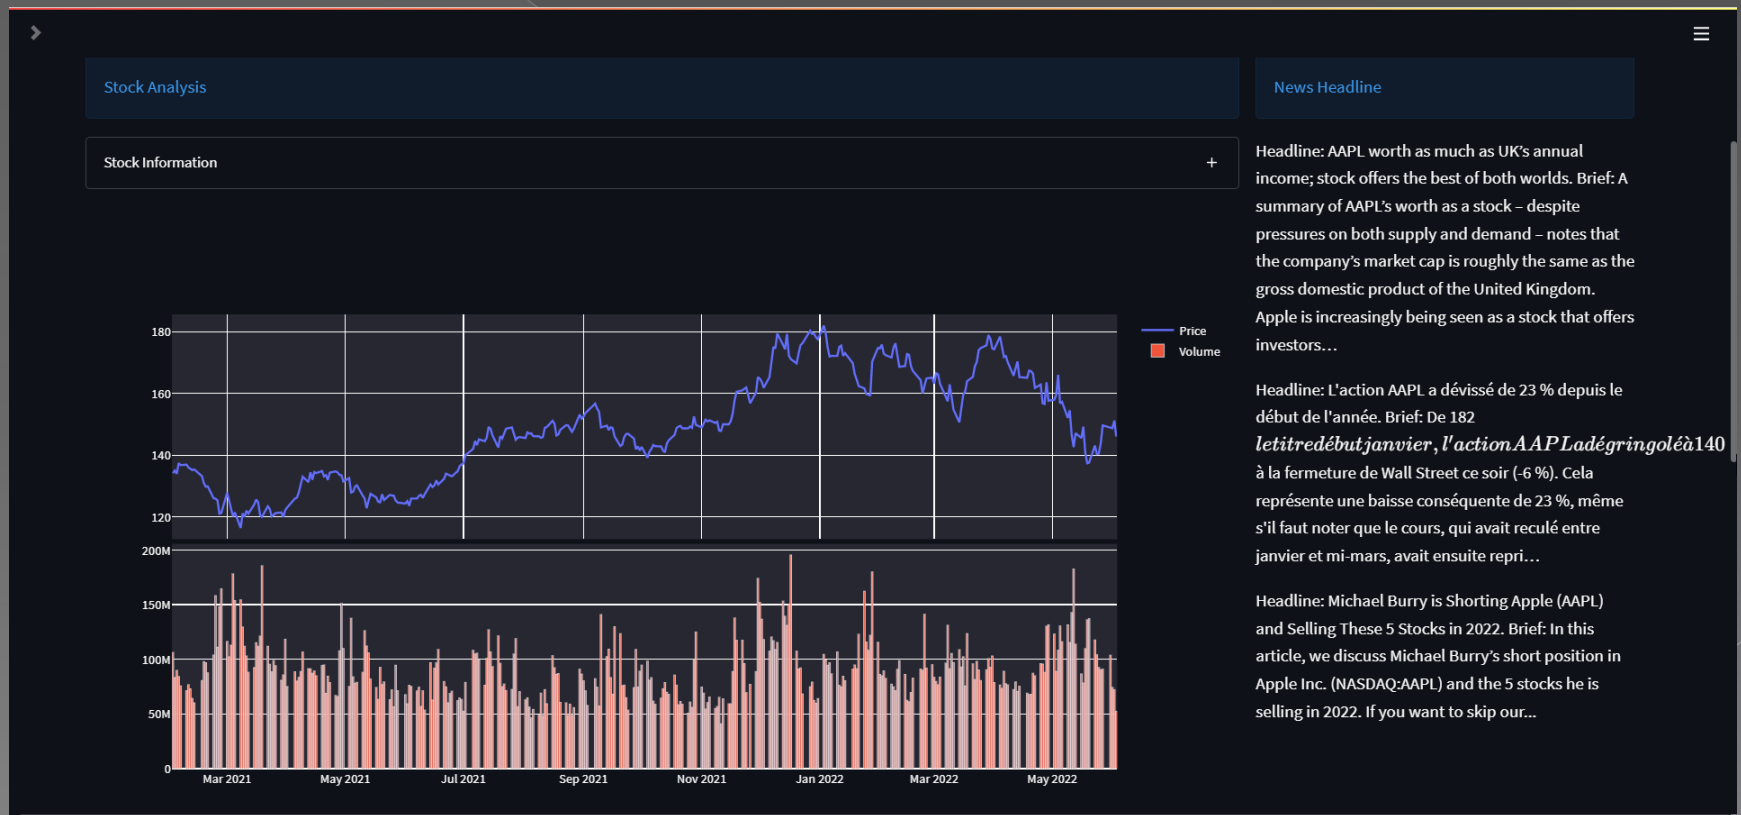 Stock Analysis
News Headline
Stock Information
+
Headline: AAPL worth as much as UK’s annual
income; stock offers the best of both worlds. Brief: A
summary of AAPL’s worth as a stock – despite
pressures on both supply and demand – notes that
the company’s market cap is roughly the same as the
gross domestic product of the United Kingdom.
Apple is increasingly being seen as a stock that offers
investors…
Headline: L'action AAPL a dévissé de 23 % depuis le
début de l'année. Brief: De 182
letitredébutjanvier,l'actionAAPLadégringoléà140
à la fermeture de Wall Street ce soir (-6 %). Cela
représente une baisse conséquente de 23 %, même
s'il faut noter que le cours, qui avait reculé entre
janvier et mi-mars, avait ensuite repri…
Headline: Michael Burry is Shorting Apple (AAPL)
and Selling These 5 Stocks in 2022. Brief: In this
article, we discuss Michael Burry’s short position in
Apple Inc. (NASDAQ:AAPL) and the 5 stocks he is
selling in 2022. If you want to skip our...
180
160
140
120
Price
Volume
200M
150M
100M
50M
0
Mar 2021 May 2021 Jul 2021 Sep 2021 Nov 2021 Jan 2022 Mar 2022 May 2022